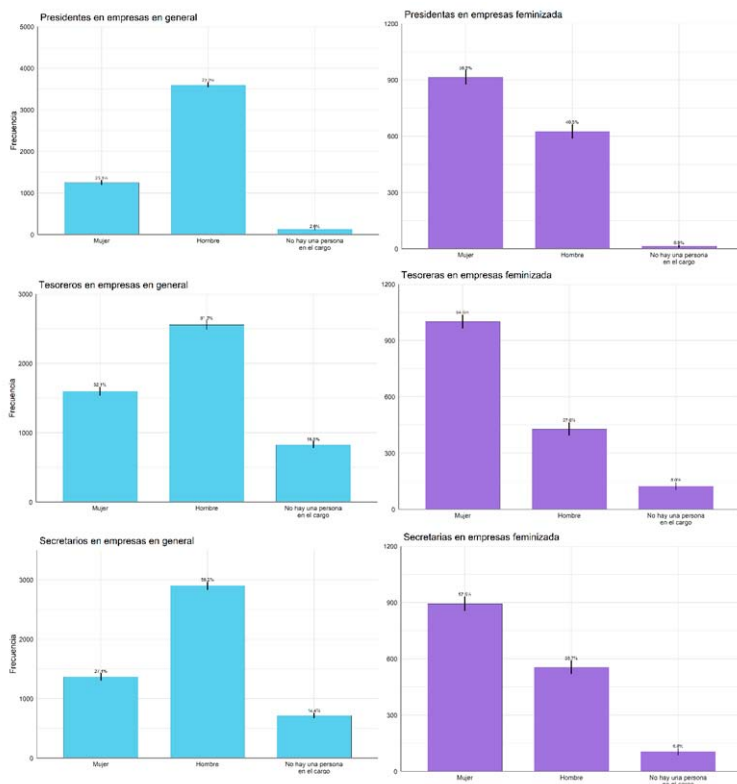 Presidentes en empresas en general
5000
4000
3000
2000
1000
0
Frecuencia
Mujer
Hombre
No hay una persona
en el cargo
Presidentas en empresas feminizada
1200
900
600
300
0
Mujer
Hombre
No hay una persona
en el cargo
Tesoreros en empresas en general
3000
2000
1000
0
Frecuencia
Mujer
Hombre
No hay una persona
en el cargo
Tesoreras en empresas feminizada
1200
900
600
300
0
Mujer
Hombre
No hay una persona
en el cargo
Secretarios en empresas en general
3000
2000
1000
0
Frecuencia
Mujer
Hombre
No hay una persona
en el cargo
Secretarias en empresas feminizada
1200
900
600
300
0
Mujer
Hombre
No hay una persona
en el cargo